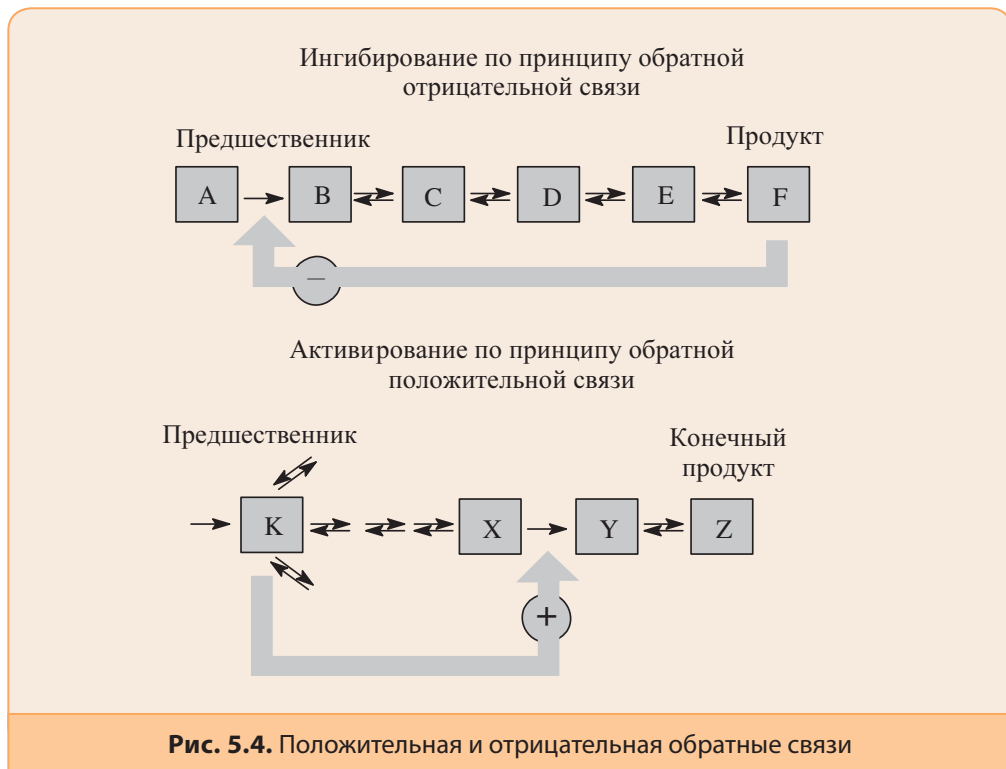 Ингибирование по принципу обратной
отрицательной связи
Предшественник
Продукт
A B C D E F
−
Активирование по принципу обратной
положительной связи
Предшественник
Конечный
продукт
K X Y Z
+
Рис. 5.4. Положительная и отрицательная обратные связи